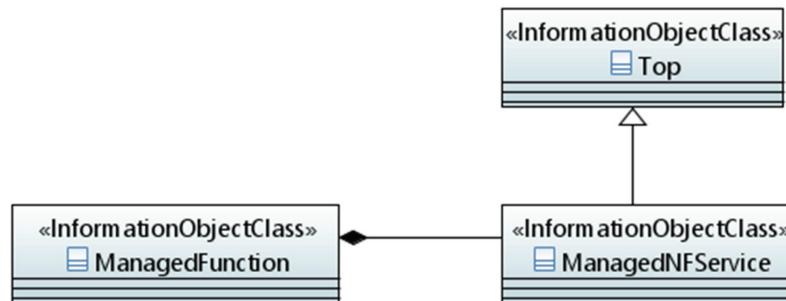 «InformationObjectClass»
Top
«InformationObjectClass»
ManagedFunction
«InformationObjectClass»
ManagedNFService